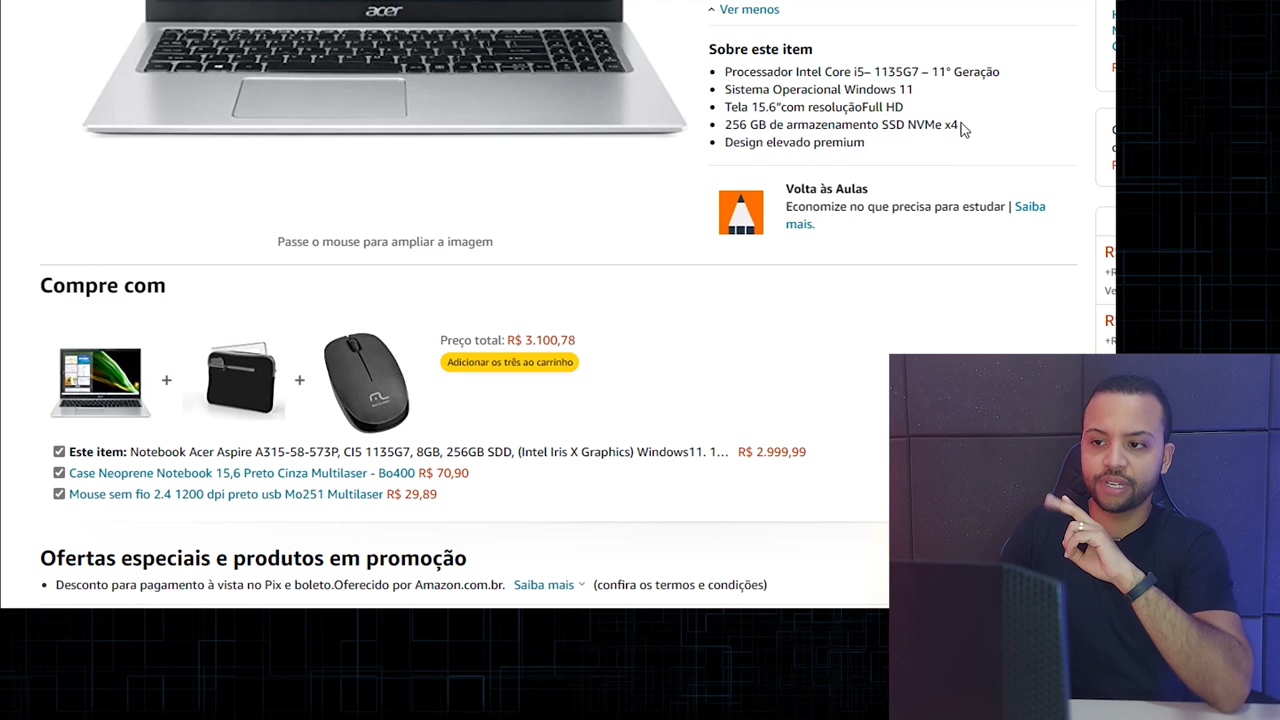 acer
Ver menos
Sobre este item
Processador Intel Core i5– 1135G7 – 11° Geração
Sistema Operacional Windows 11
Tela 15.6"com resoluçãoFull HD
256 GB de armazenamento SSD NVMe x4
Design elevado premium
Volta às Aulas
Economize no que precisa para estudar | Saiba
mais.
Passe o mouse para ampliar a imagem
Compre com
Preço total: R$ 3.100,78
Adicionar os três ao carrinho
Este item: Notebook Acer Aspire A315-58-573P, CI5 1135G7, 8GB, 256GB SDD, (Intel Iris X Graphics) Windows11. 1... R$ 2.999,99
Case Neoprene Notebook 15,6 Preto Cinza Multilaser - Bo400 R$ 70,90
Mouse sem fio 2.4 1200 dpi preto usb Mo251 Multilaser R$ 29,89
Ofertas especiais e produtos em promoção
Desconto para pagamento à vista no Pix e boleto.Oferecido por Amazon.com.br. Saiba mais (confira os termos e condições)